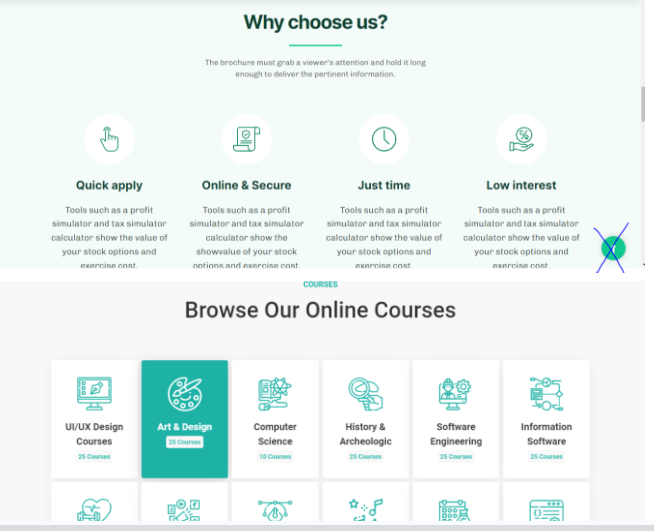 Why choose us?
The brochure must grab a viewer's attention and hold it long
enough to deliver the pertinent information.
Quick apply
Tools such as a profit
simulator and tax simulator
calculator show the value of
your stock options and
exercise cost.
Online & Secure
Tools such as a profit
simulator and tax simulator
calculator show the
showvalue of your stock
options and exercise cost.
Just time
Tools such as a profit
simulator and tax simulator
calculator show the value of
your stock options and
exercise cost.
Low interest
Tools such as a profit
simulator and tax simulator
calculator show the value of
your stock options and
exercise cost.
COURSES
Browse Our Online Courses
UI/UX Design
Courses
25 Courses
Art & Design
25 Courses
Computer
Science
10 Courses
History &
Archeologic
25 Courses
Software
Engineering
25 Courses
Information
Software
25 Courses